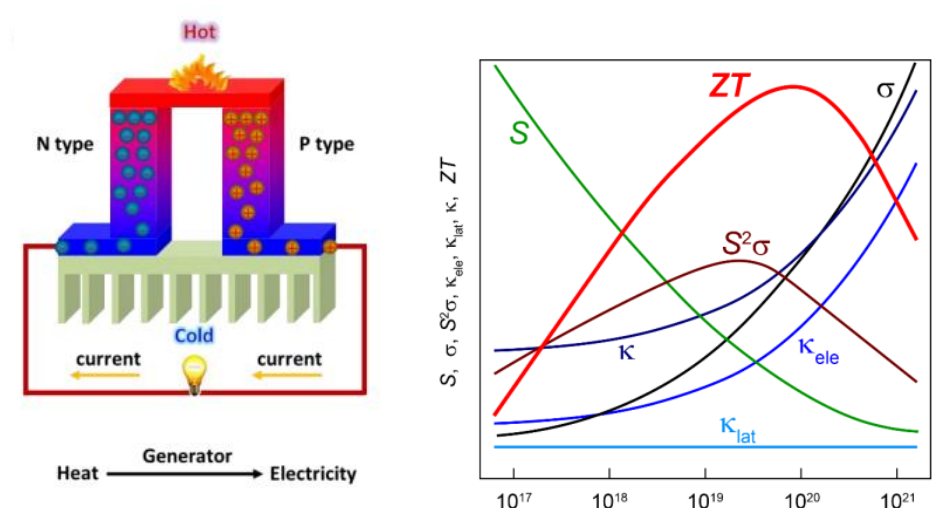 Hot
N type
P type
Cold
current
current
Generator
Heat
Electricity
S, σ, S²σ, κele, κlat, κ, ZT
ZT
σ
S
S²σ
κ
κele
κlat
10¹⁷
10¹⁸
10¹⁹
10²⁰
10²¹